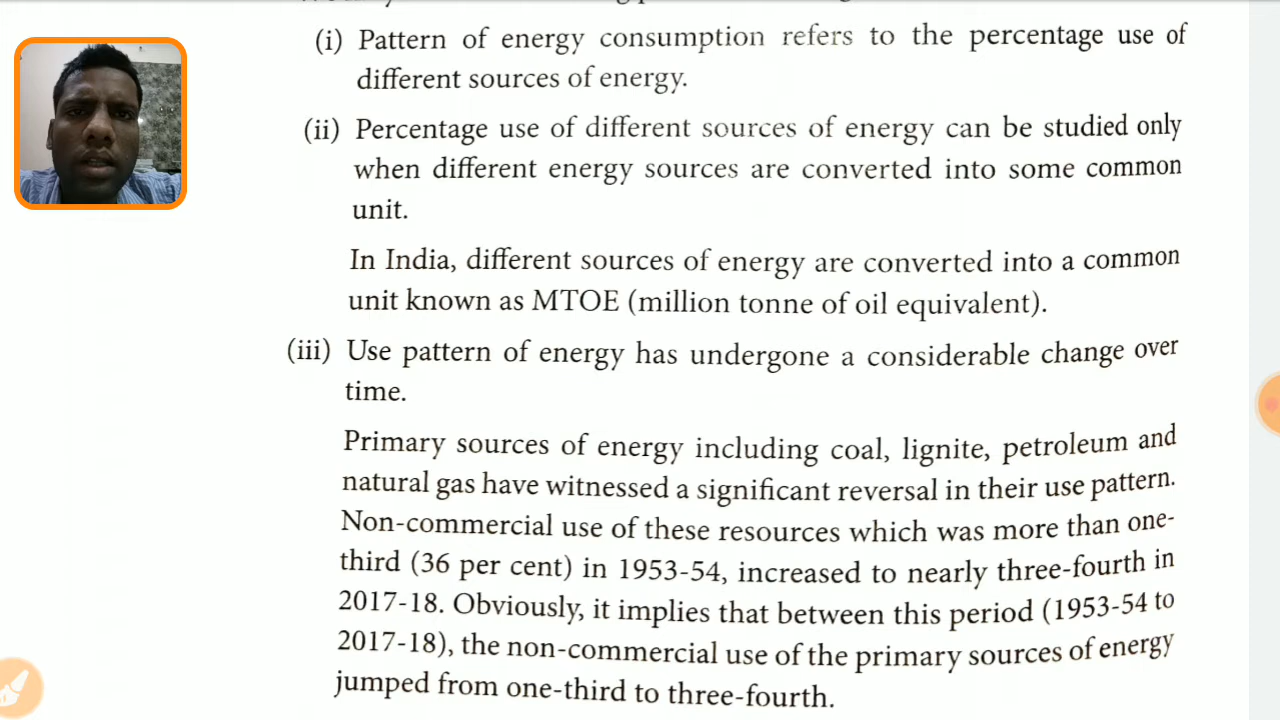 (i) Pattern of energy consumption refers to the percentage use of
different sources of energy.
(ii) Percentage use of different sources of energy can be studied only
when different energy sources are converted into some common
unit.
In India, different sources of energy are converted into a common
unit known as MTOE (million tonne of oil equivalent).
(iii) Use pattern of energy has undergone a considerable change over
time.
Primary sources of energy including coal, lignite, petroleum and
natural gas have witnessed a significant reversal in their use pattern.
Non-commercial use of these resources which was more than one-
third (36 per cent) in 1953-54, increased to nearly three-fourth in
2017-18. Obviously, it implies that between this period (1953-54 to
2017-18), the non-commercial use of the primary sources of energy
jumped from one-third to three-fourth.